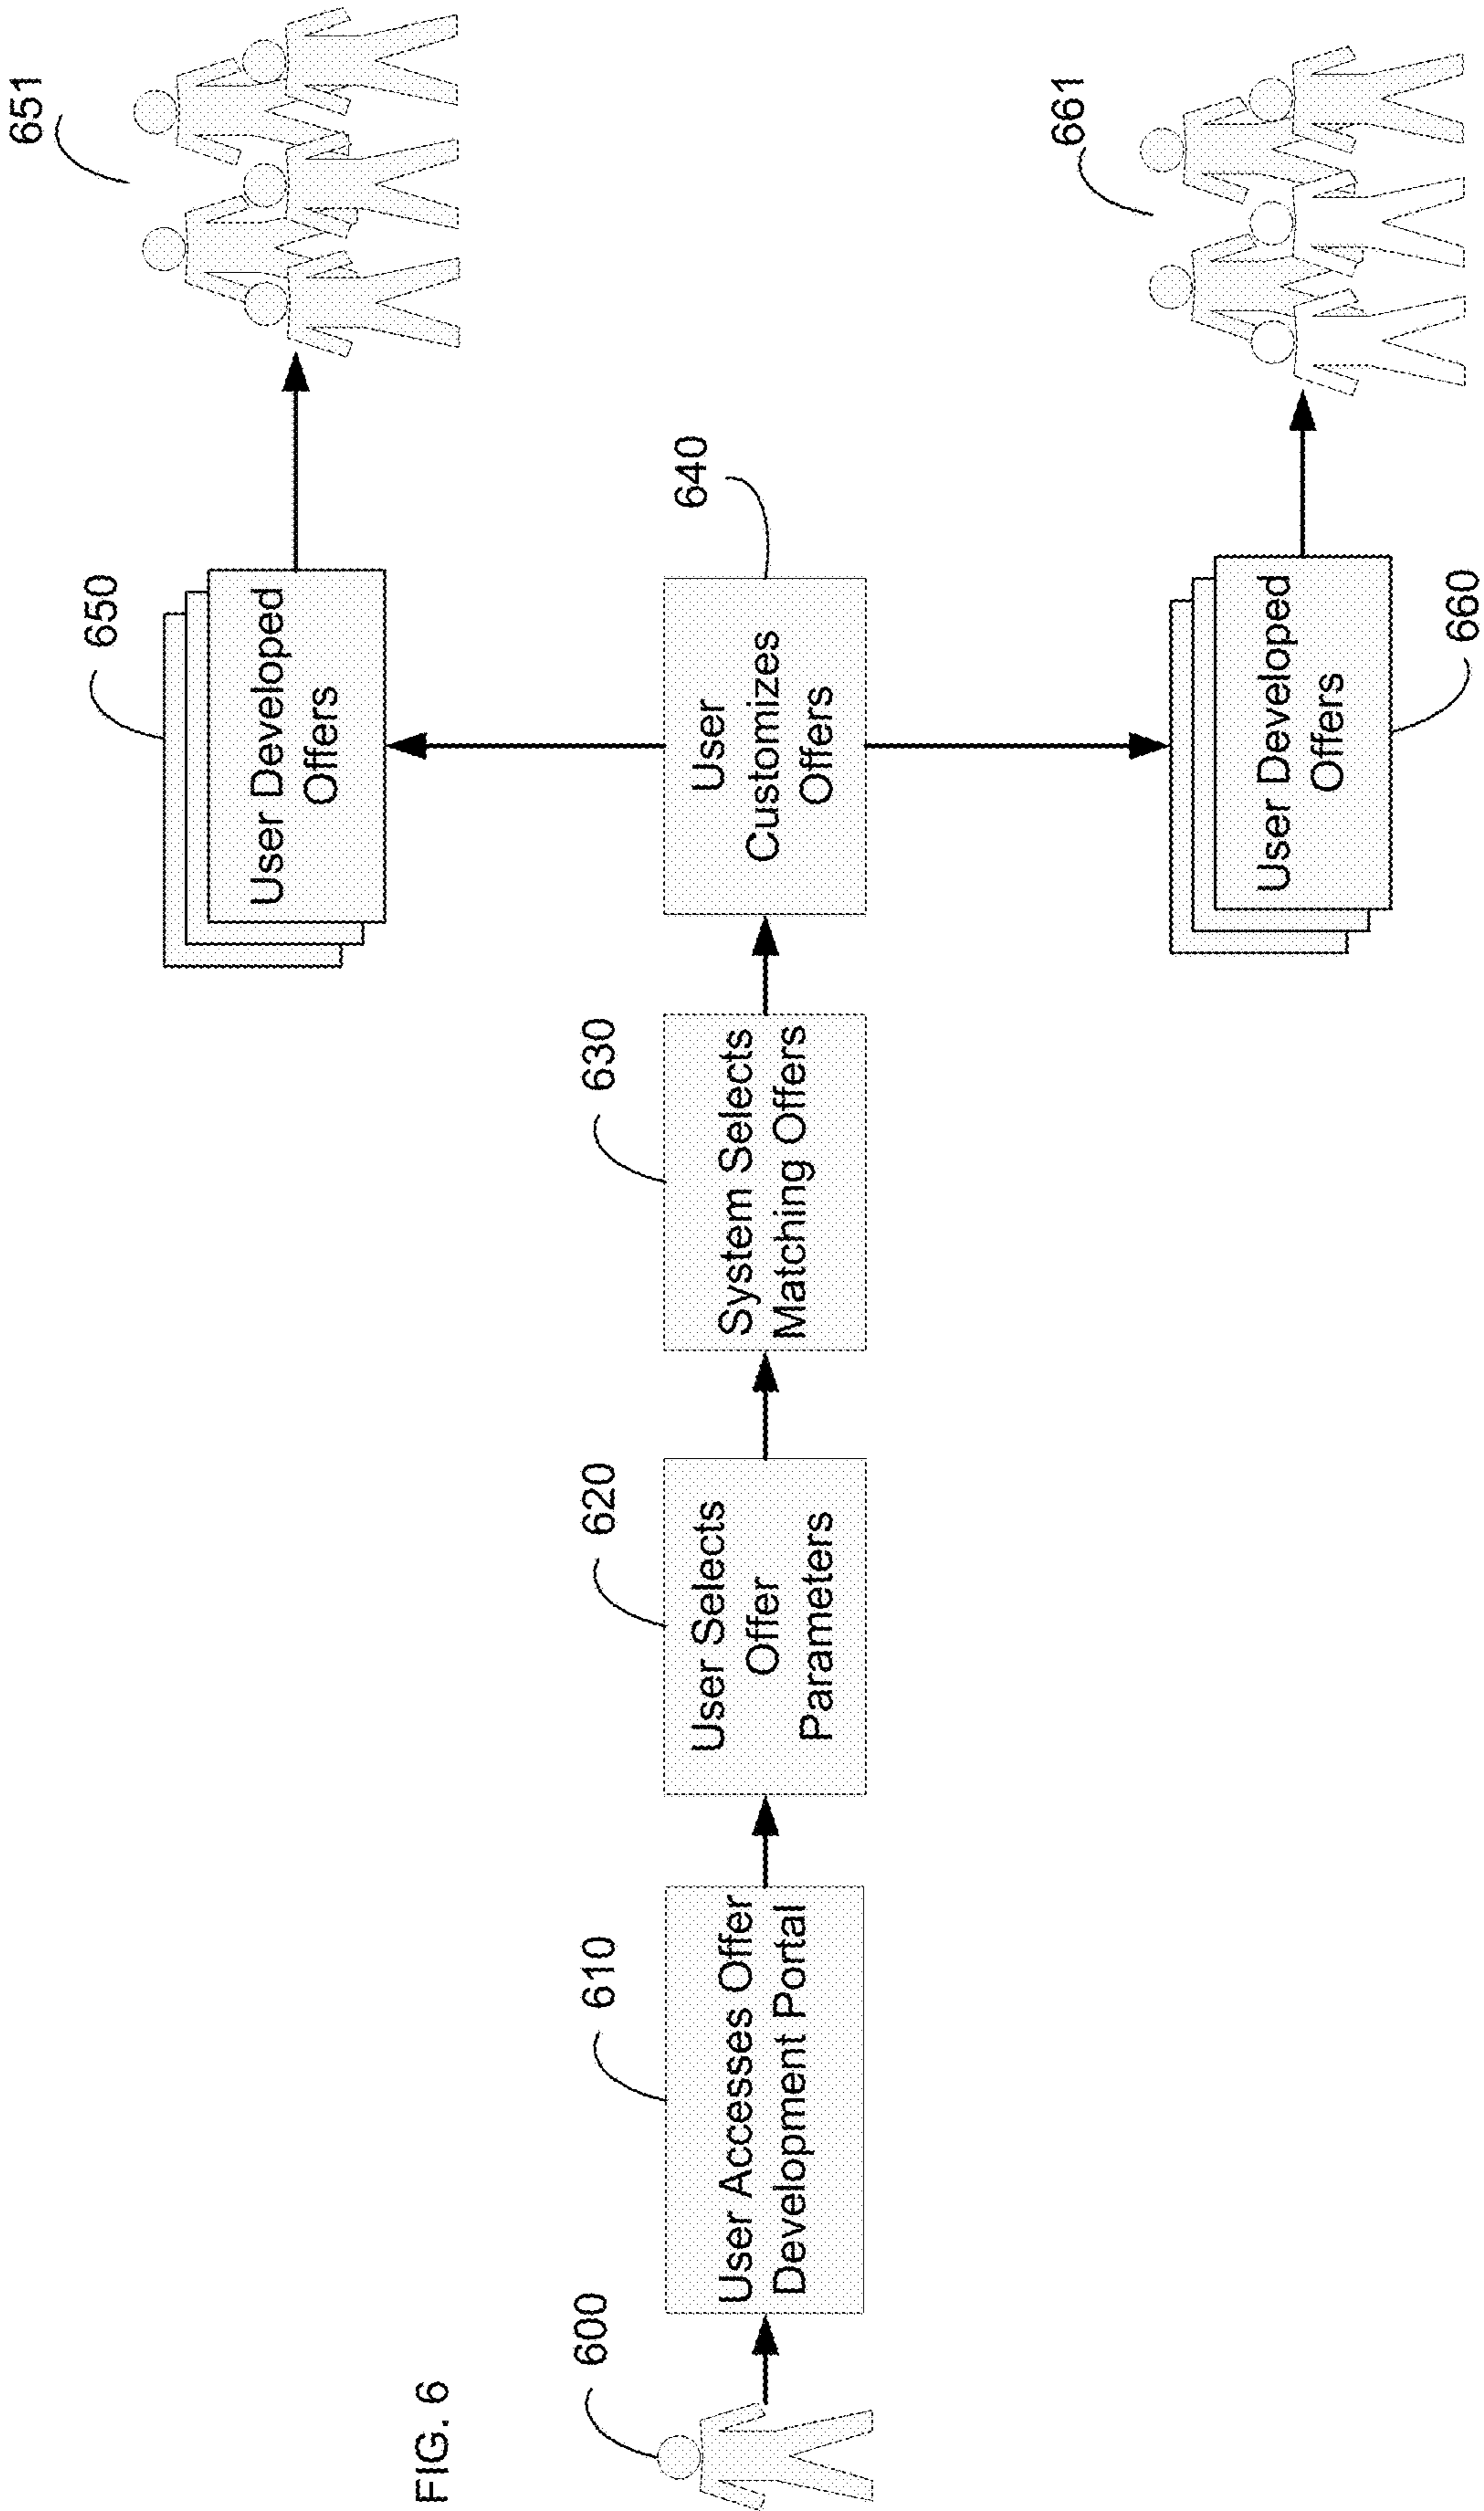 FIG. 6
600
610
User Accesses Offer
Development Portal
620
User Selects
Offer
Parameters
630
System Selects
Matching Offers
640
User
Customizes
Offers
650
User Developed
Offers
651
660
User Developed
Offers
661